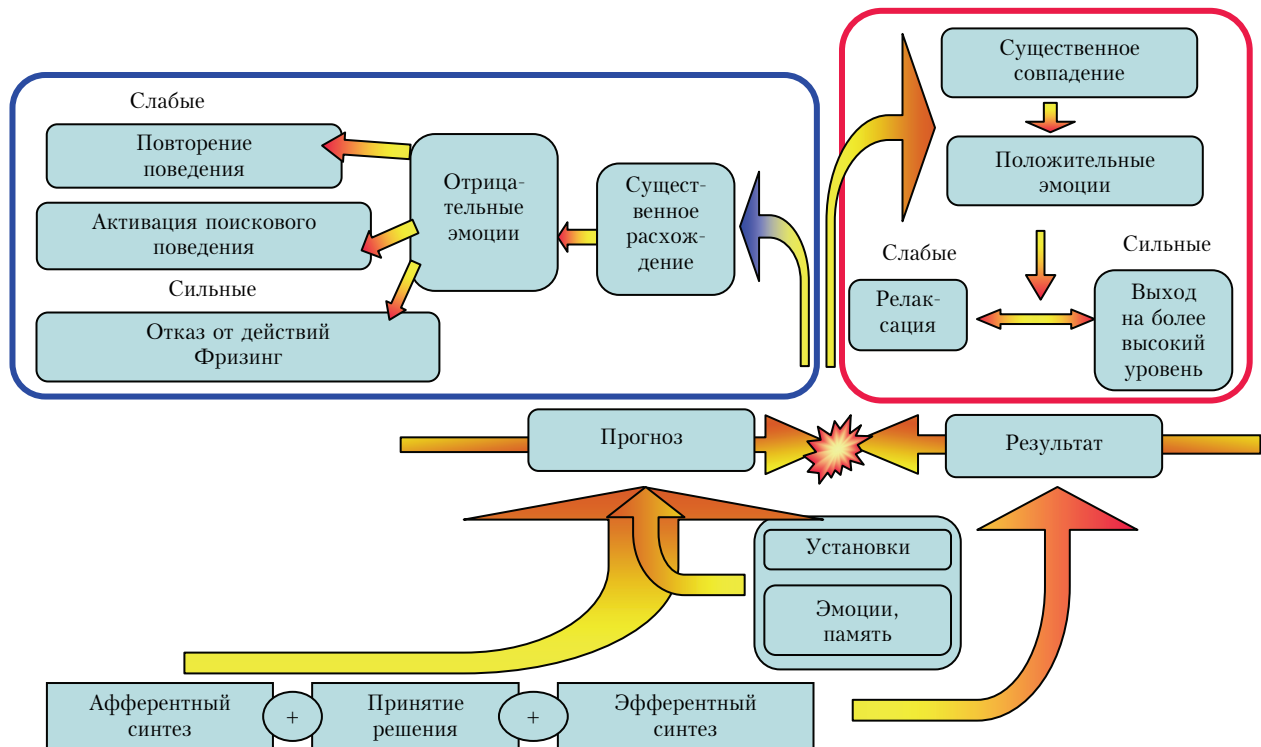 Слабые
Повторение
поведения
Активация поискового
поведения
Сильные
Отказ от действий
Фризинг
Отрица-
тельные
эмоции
Сущест-
венное
расхож-
дение
Существенное
совпадение
Положительные
эмоции
Слабые
Сильные
Релак-
сация
Выход
на более
высокий
уровень
Прогноз
Результат
Установки
Эмоции,
память
Афферентный
синтез
+
Принятие
решения
+
Эфферентный
синтез